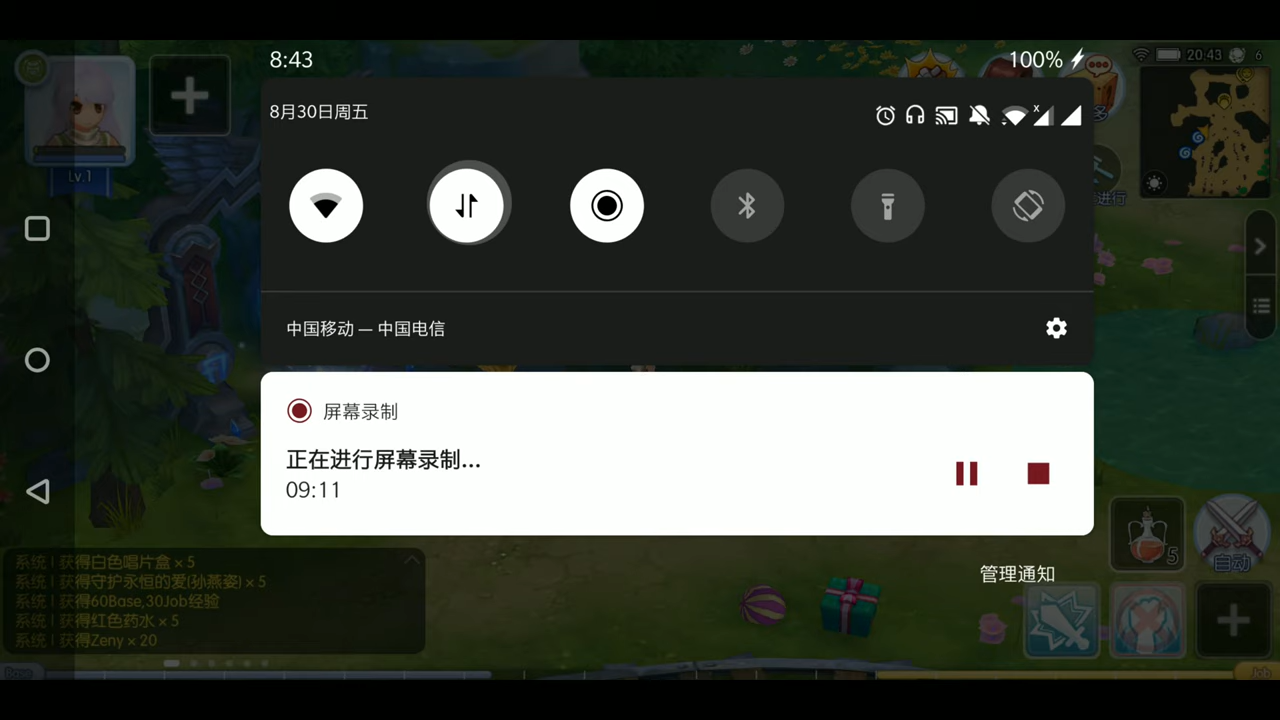 8:43
100%
20:43
6
8月30日周五
x
多
Lv.1
进行
中国移动 — 中国电信
屏幕录制
正在进行屏幕录制...
09:11
管理通知
系统 | 获得白色唱片盒 × 5
系统 | 获得守护永恒的爱(孙燕姿) × 5
系统 | 获得60Base,30Job经验
系统 | 获得红色药水 × 5
系统 | 获得Zeny × 20
5
自动
Base
Job